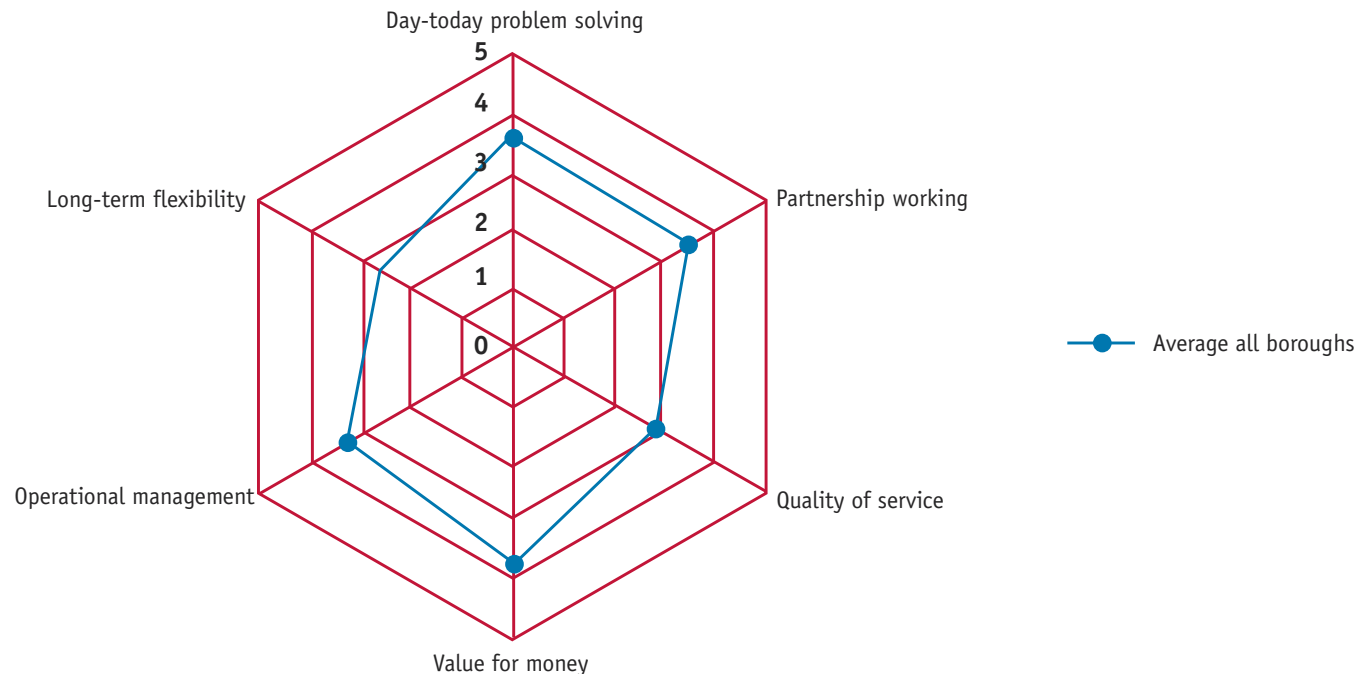 Day-today problem solving
5
4
3
2
1
0
Long-term flexibility
Partnership working
Average all boroughs
Operational management
Quality of service
Value for money